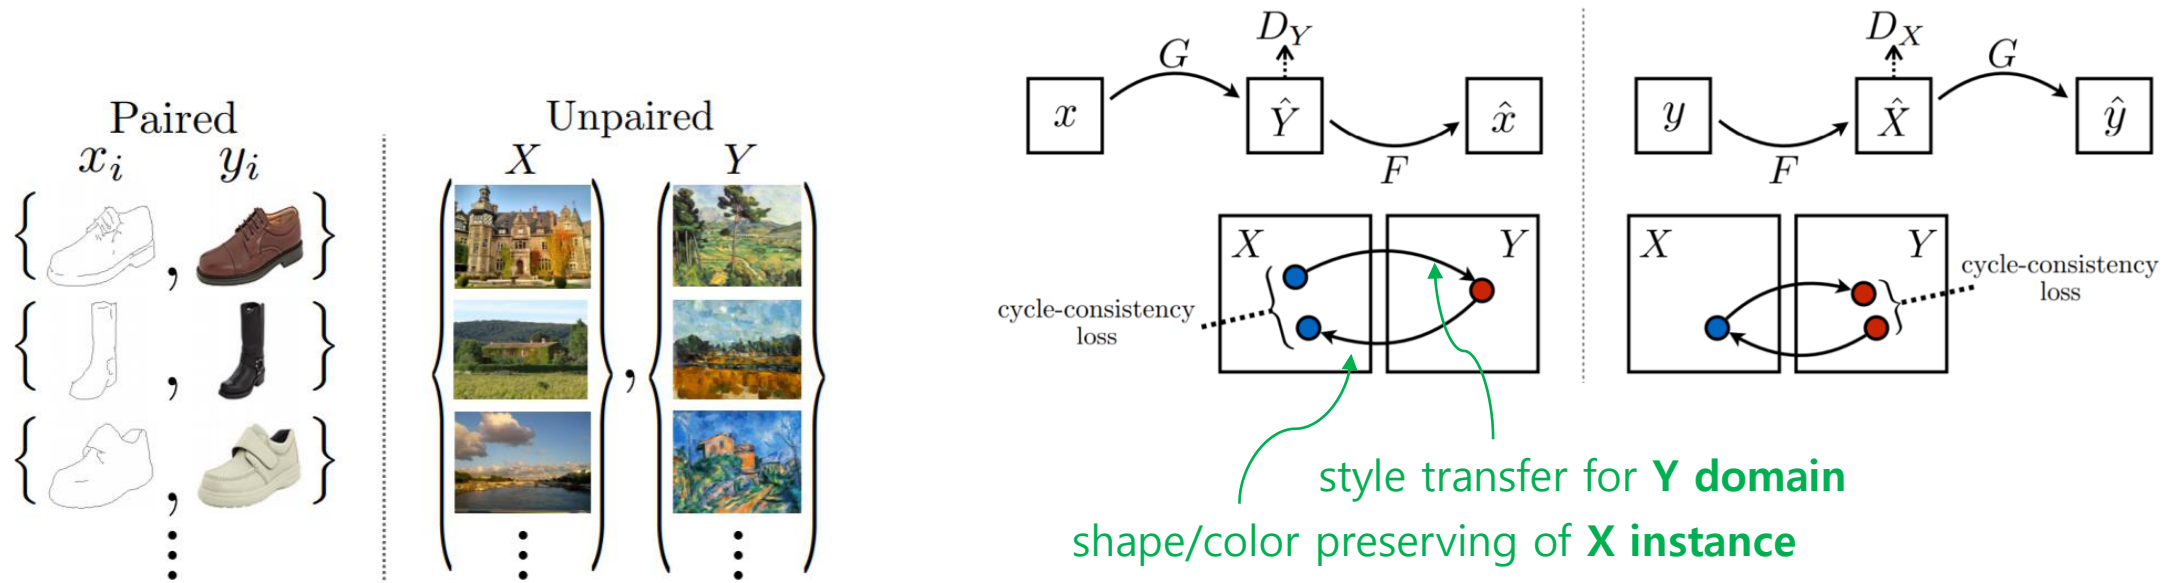 Paired
x_i y_i
{ , }
{ , }
{ , }
⋮
Unpaired
X Y
{ } , { }
⋮ ⋮
D_Y
G
x Ŷ x̂
F
D_X
G
y X̂ ŷ
F
X Y
cycle-consistency
loss
X Y
cycle-consistency
loss
style transfer for Y domain
shape/color preserving of X instance